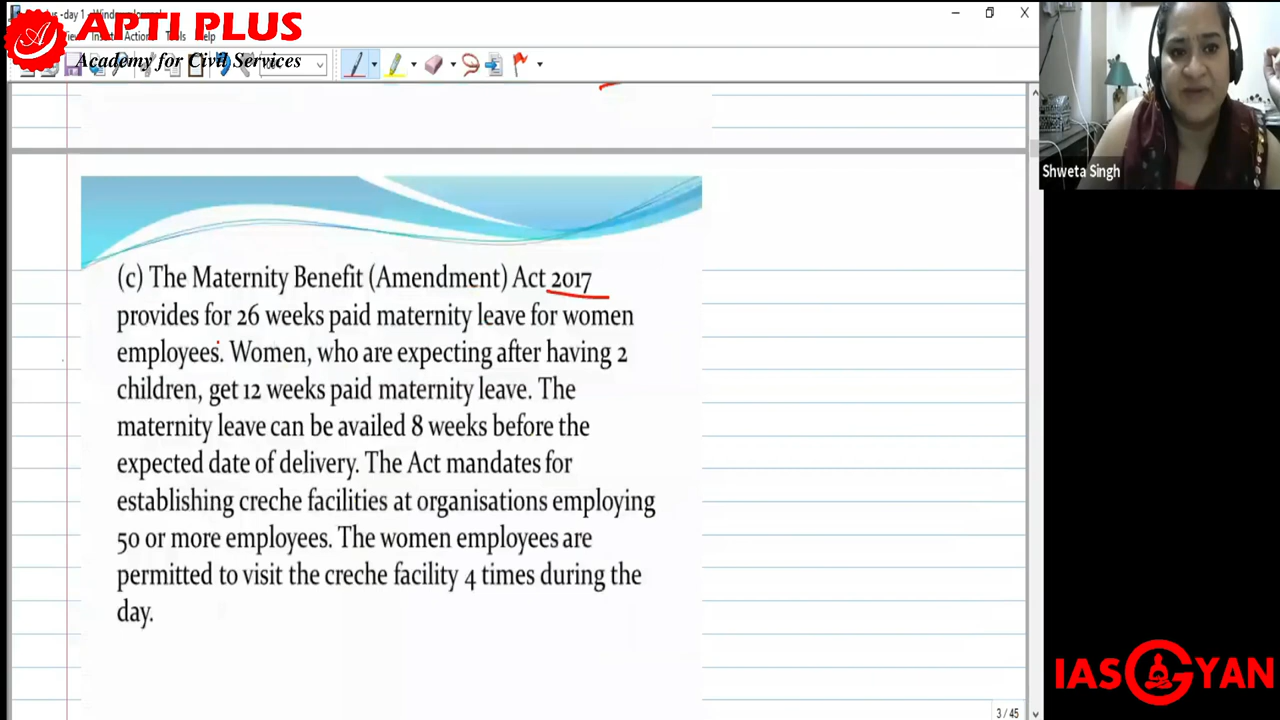 APTI PLUS
Academy for Civil Services
Shweta Singh
(c) The Maternity Benefit (Amendment) Act 2017
provides for 26 weeks paid maternity leave for women
employees. Women, who are expecting after having 2
children, get 12 weeks paid maternity leave. The
maternity leave can be availed 8 weeks before the
expected date of delivery. The Act mandates for
establishing creche facilities at organisations employing
50 or more employees. The women employees are
permitted to visit the creche facility 4 times during the
day.
IAS GYAN
3 / 45